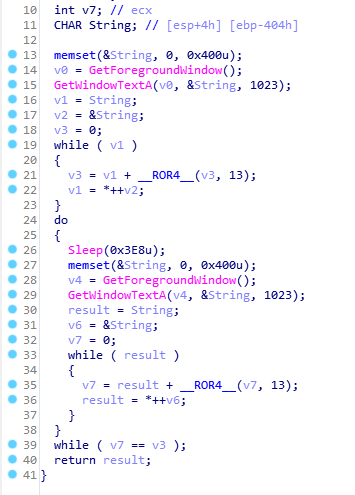 10 int v7; // ecx
11 CHAR String; // [esp+4h] [ebp-404h]
12
13 memset(&String, 0, 0x400u);
14 v0 = GetForegroundWindow();
15 GetWindowTextA(v0, &String, 1023);
16 v1 = String;
17 v2 = &String;
18 v3 = 0;
19 while ( v1 )
20 {
21 v3 = v1 + __ROR4__(v3, 13);
22 v1 = *++v2;
23 }
24 do
25 {
26 Sleep(0x3E8u);
27 memset(&String, 0, 0x400u);
28 v4 = GetForegroundWindow();
29 GetWindowTextA(v4, &String, 1023);
30 result = String;
31 v6 = &String;
32 v7 = 0;
33 while ( result )
34 {
35 v7 = result + __ROR4__(v7, 13);
36 result = *++v6;
37 }
38 }
39 while ( v7 == v3 );
40 return result;
41 }